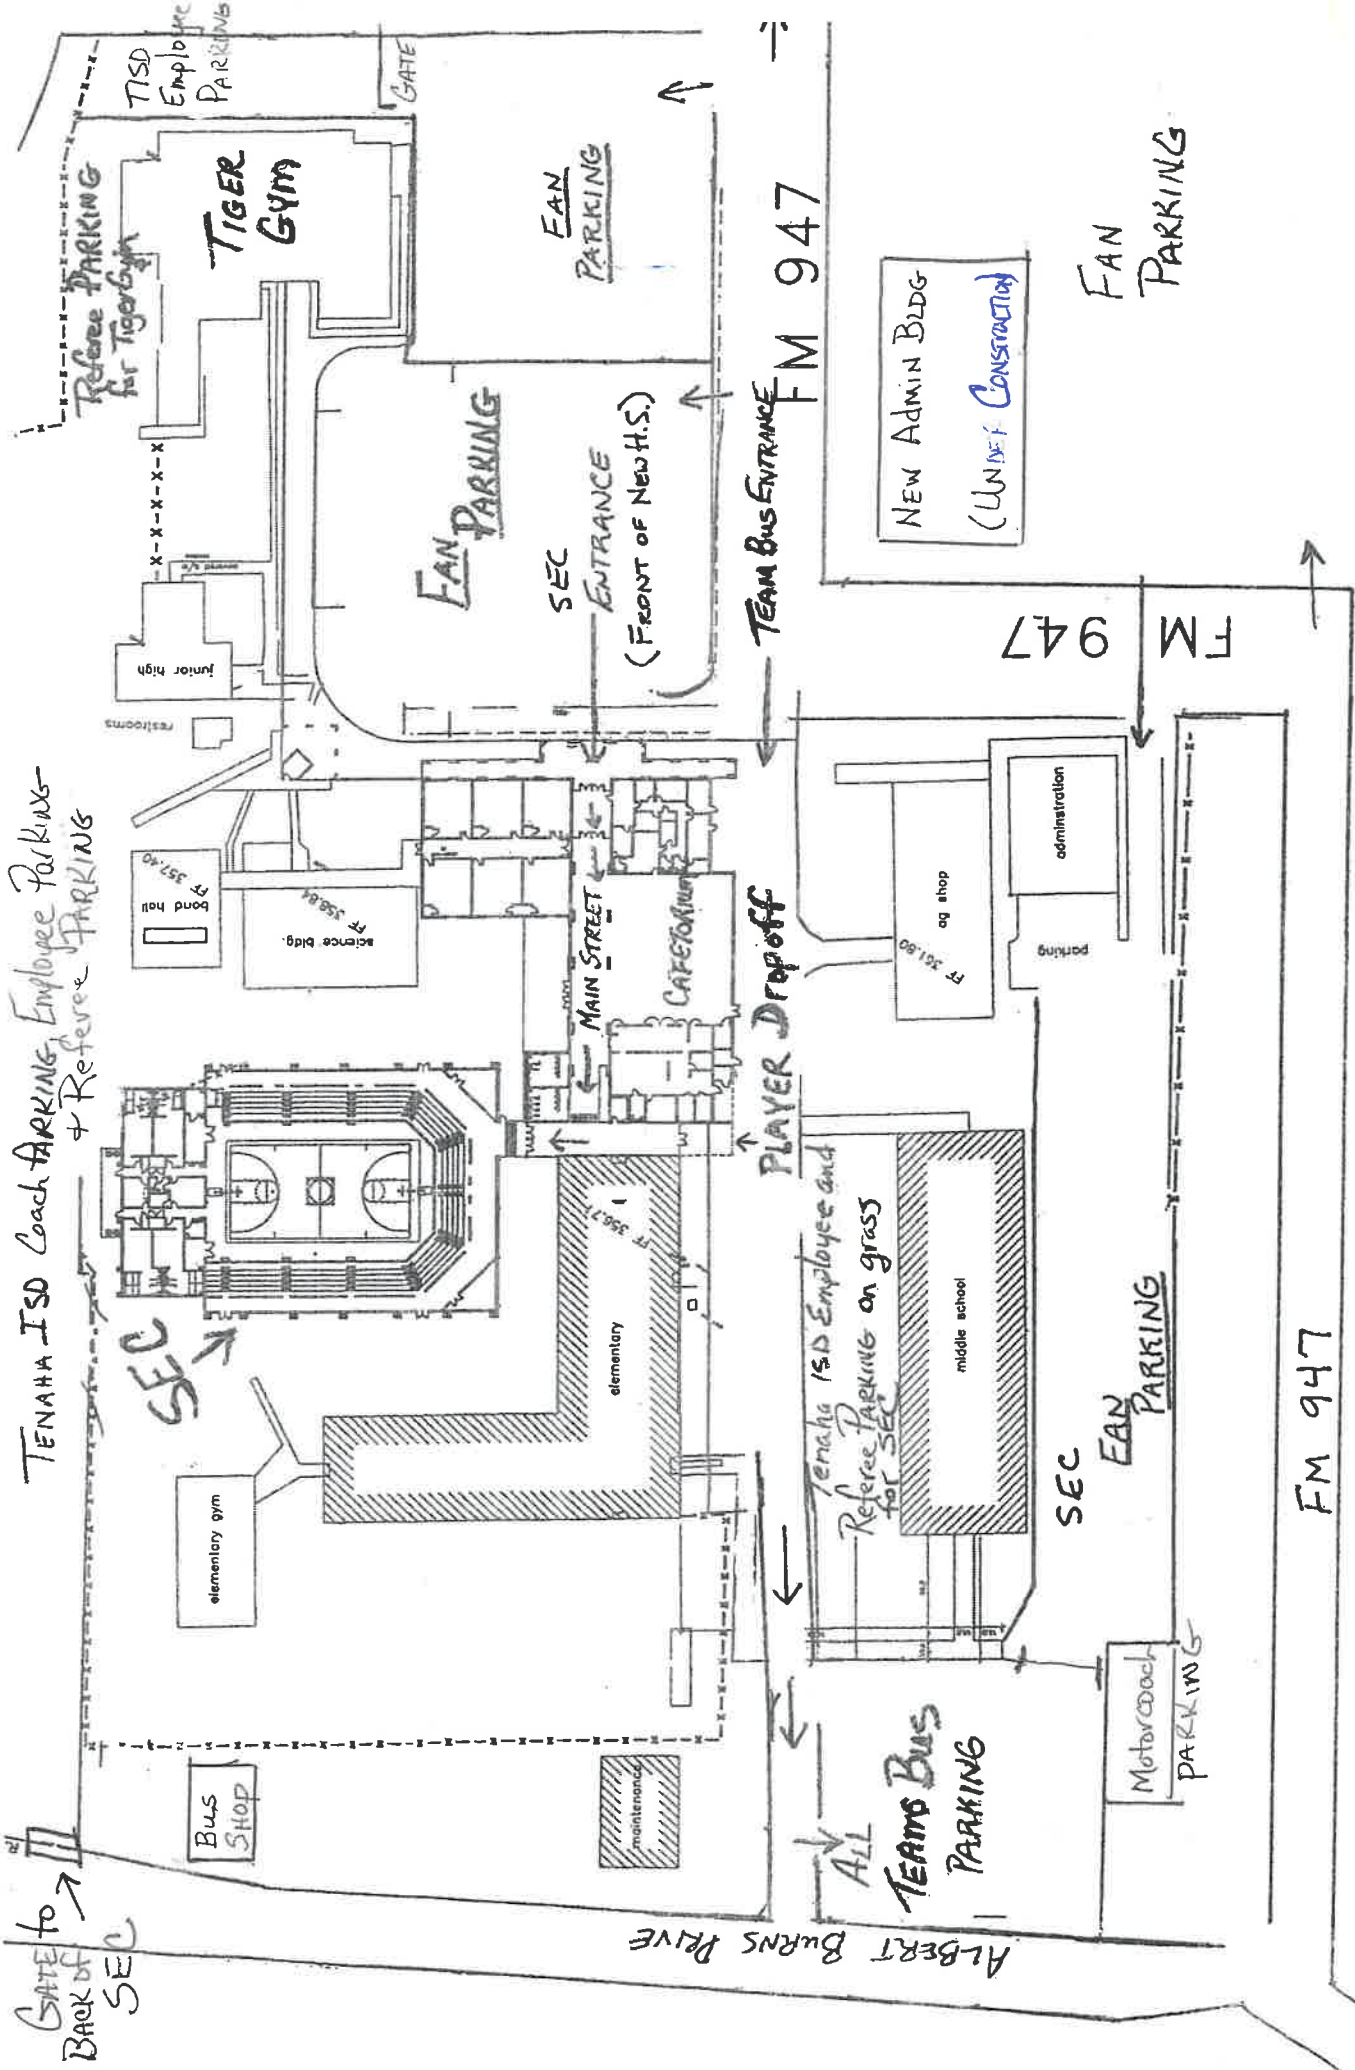 TENAHA ISD Coach PARKING, Employee Parking
+ Referee PARKING
GATE to
BACK OF
SEC
Bus
SHOP
elementary gym
SEC
bond hall
FF 357.40
science bldg.
FF 356.84
restrooms
junior high
Referee PARKING
for Tiger Gym
TISD
Employee
PARKING
GATE
TIGER
GYM
FAN
PARKING
FAN
PARKING
SEC
ENTRANCE
(FRONT OF NEW H.S.)
MAIN STREET
CAFETORIUM
elementary
FF 356.77
maintenance
PLAYER Dropoff
TEAM Bus ENTRANCE
FM 947
Tenaha ISD Employee and
Referee PARKING on grass
for SEC
middle school
ag shop
FF 361.80
parking
adminstration
FM
947
NEW Admin BLDG
(UNDER CONSTRUCTION)
FAN
PARKING
ALL
TEAMS BUS
PARKING
Motorcoach
PARKING
SEC
FAN
PARKING
ALBERT BURNS DRIVE
FM 947